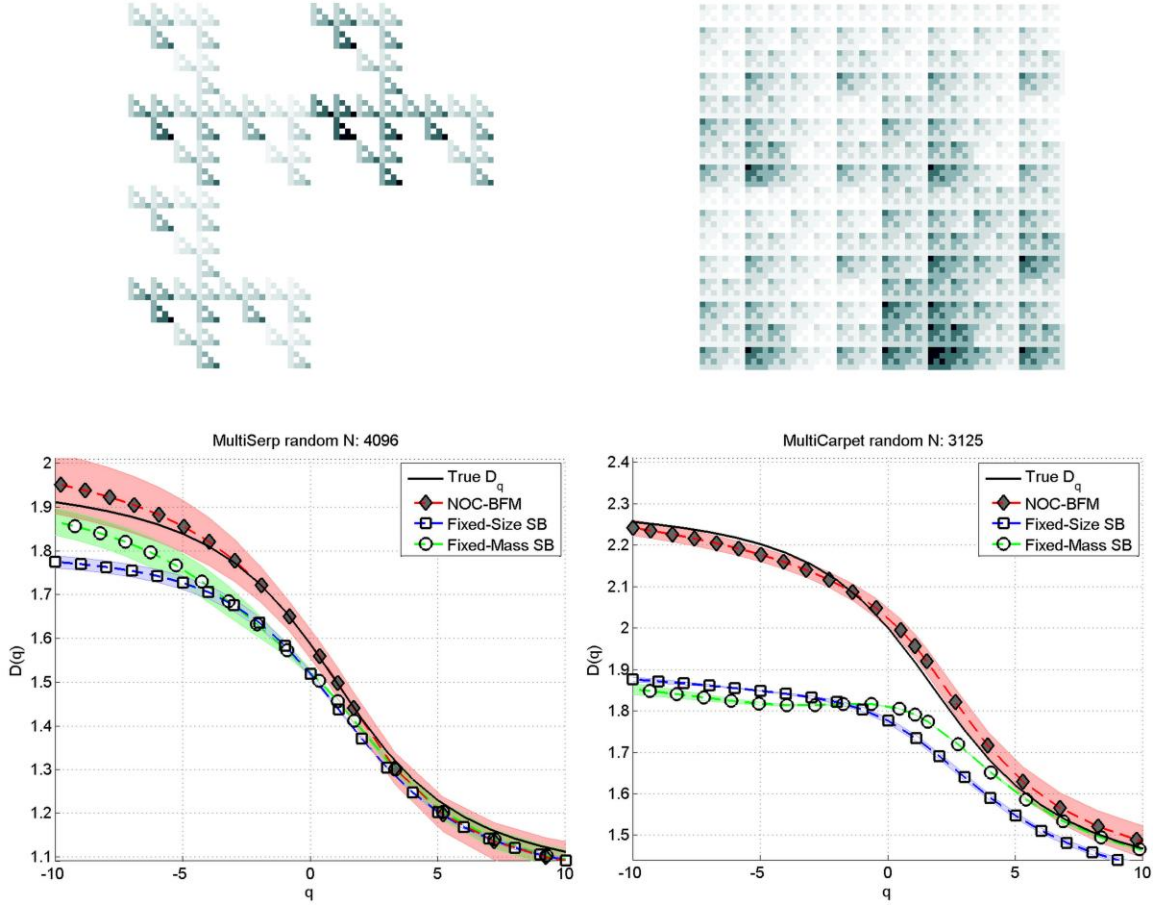 MultiSerp random N: 4096
2
1.9
1.8
1.7
1.6
1.5
1.4
1.3
1.2
1.1
D(q)
-10
-5
0
5
10
q
True D_q
NOC-BFM
Fixed-Size SB
Fixed-Mass SB
MultiCarpet random N: 3125
2.4
2.3
2.2
2.1
2
1.9
1.8
1.7
1.6
1.5
D(q)
-10
-5
0
5
10
q
True D_q
NOC-BFM
Fixed-Size SB
Fixed-Mass SB